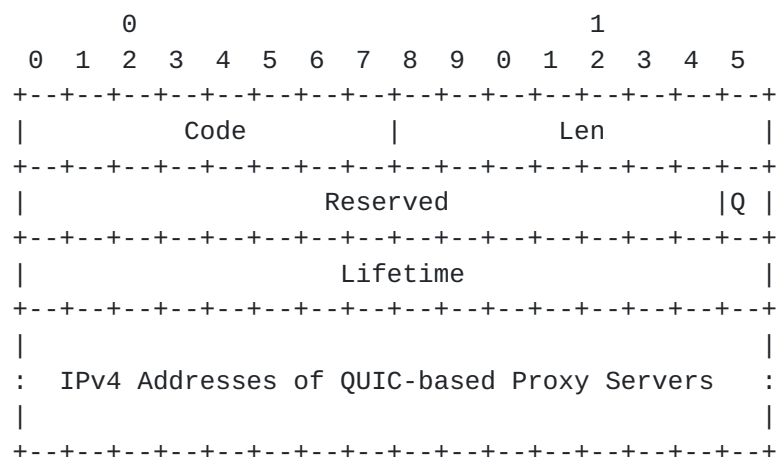 0                             1
 0  1  2  3  4  5  6  7  8  9  0  1  2  3  4  5
+--+--+--+--+--+--+--+--+--+--+--+--+--+--+--+--+
|          Code         |          Len          |
+--+--+--+--+--+--+--+--+--+--+--+--+--+--+--+--+
|                   Reserved                 |Q |
+--+--+--+--+--+--+--+--+--+--+--+--+--+--+--+--+
|                    Lifetime                   |
+--+--+--+--+--+--+--+--+--+--+--+--+--+--+--+--+
|                                               |
:  IPv4 Addresses of QUIC-based Proxy Servers   :
|                                               |
+--+--+--+--+--+--+--+--+--+--+--+--+--+--+--+--+